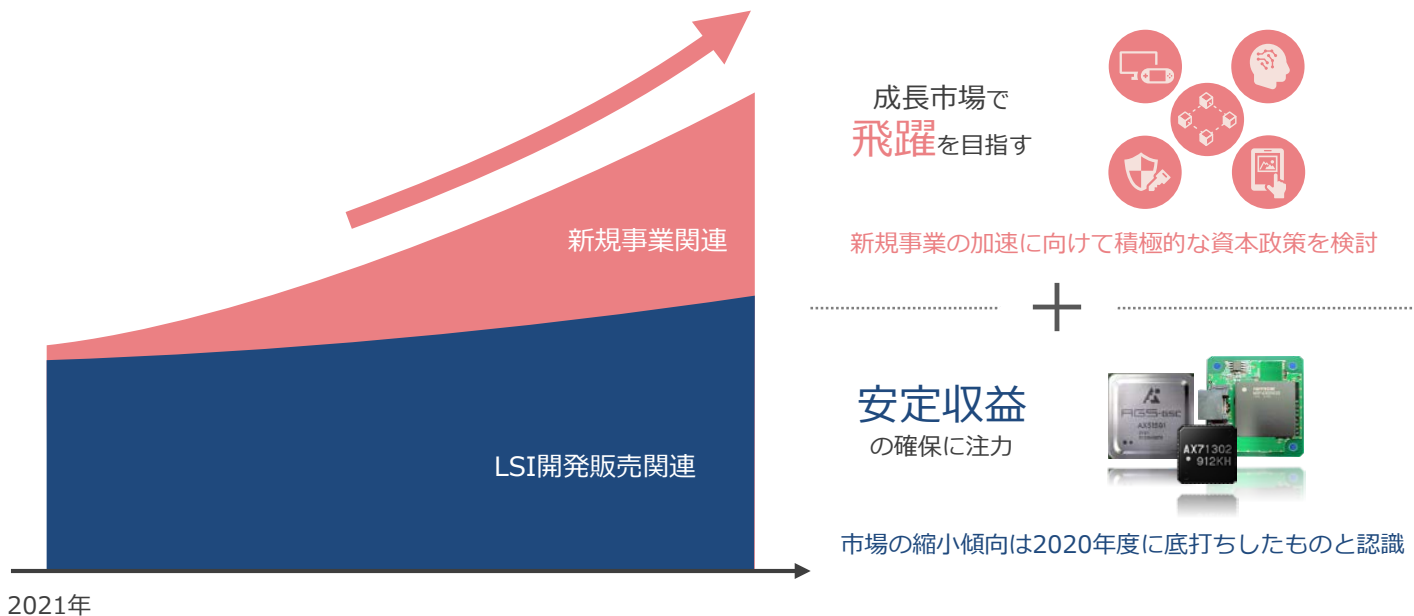 成長市場で
飛躍を目指す
新規事業関連
新規事業の加速に向けて積極的な資本政策を検討
安定収益
の確保に注力
LSI開発販売関連
AG5-BSC
AX51501
AX71302
912KH
市場の縮小傾向は2020年度に底打ちしたものと認識
2021年